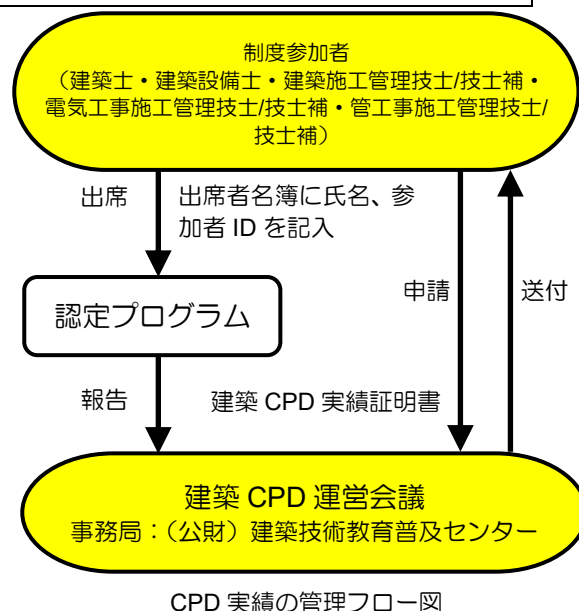 制度参加者
（建築士・建築設備士・建築施工管理技士/技士補・
電気工事施工管理技士/技士補・管工事施工管理技士/
技士補）
出席
出席者名簿に氏名、参
加者 ID を記入
認定プログラム
申請
送付
報告
建築 CPD 実績証明書
建築 CPD 運営会議
事務局：（公財）建築技術教育普及センター
CPD 実績の管理フロー図